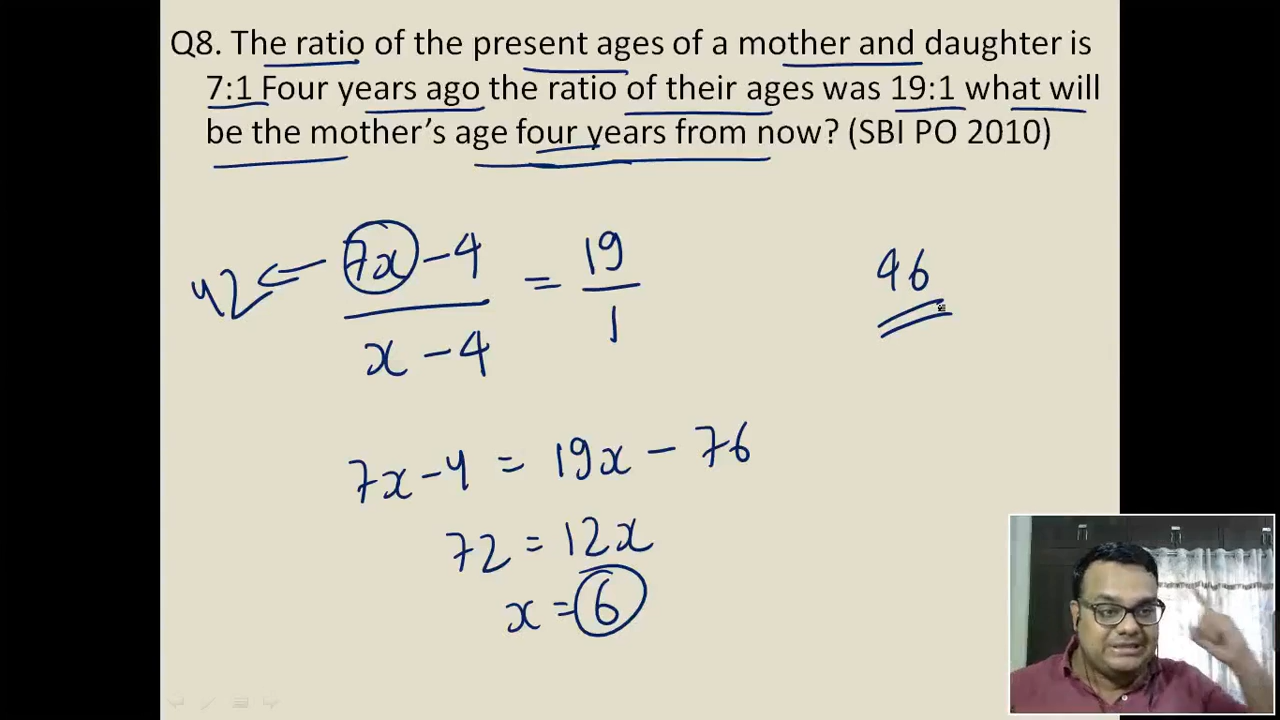 Q8. The ratio of the present ages of a mother and daughter is
7:1 Four years ago the ratio of their ages was 19:1 what will
be the mother's age four years from now? (SBI PO 2010)
42 ← 7x - 4 = 19
x - 4 1
46
7x - 4 = 19x - 76
72 = 12x
x = 6